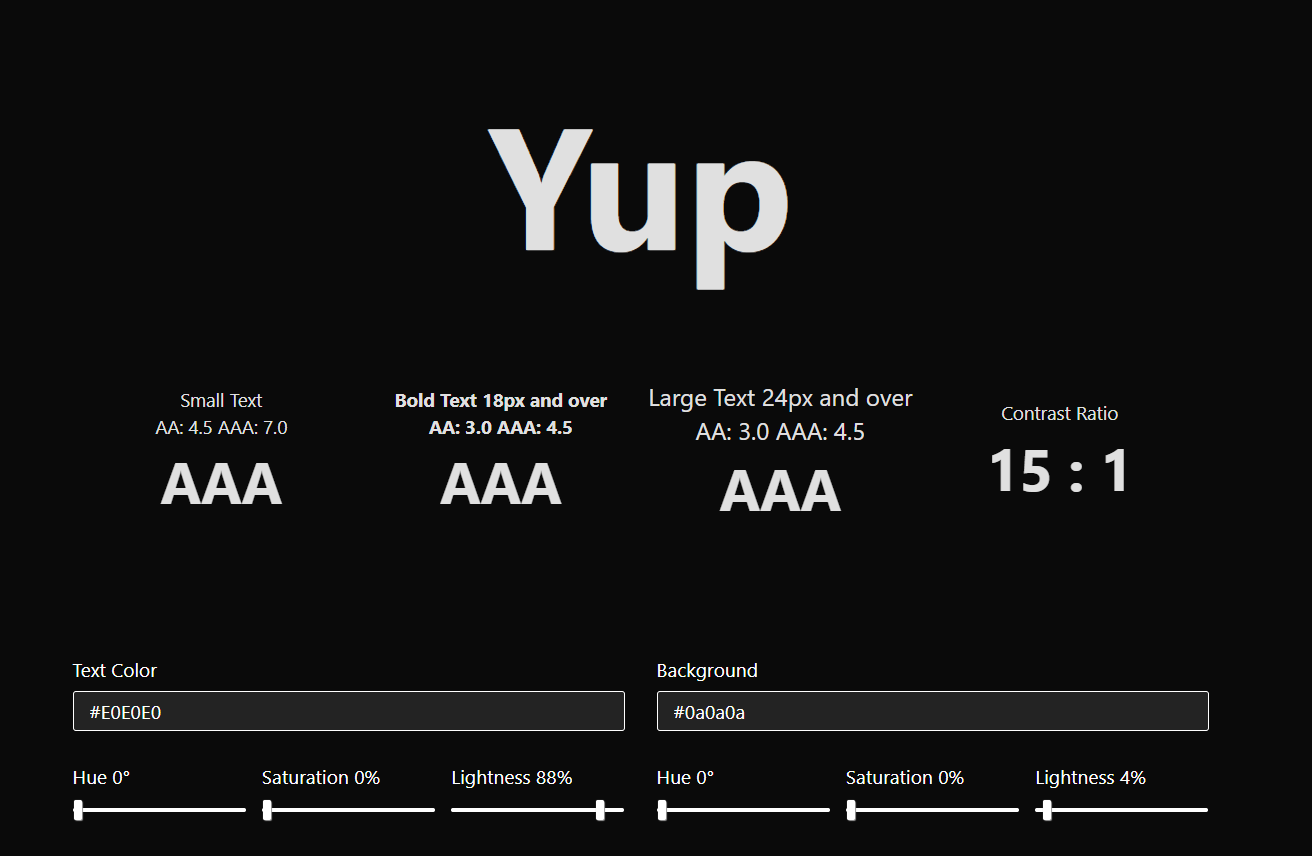 Yup
Small Text
AA: 4.5 AAA: 7.0
AAA
Bold Text 18px and over
AA: 3.0 AAA: 4.5
AAA
Large Text 24px and over
AA: 3.0 AAA: 4.5
AAA
Contrast Ratio
15 : 1
Text Color
#E0E0E0
Hue 0°
Saturation 0%
Lightness 88%
Background
#0a0a0a
Hue 0°
Saturation 0%
Lightness 4%